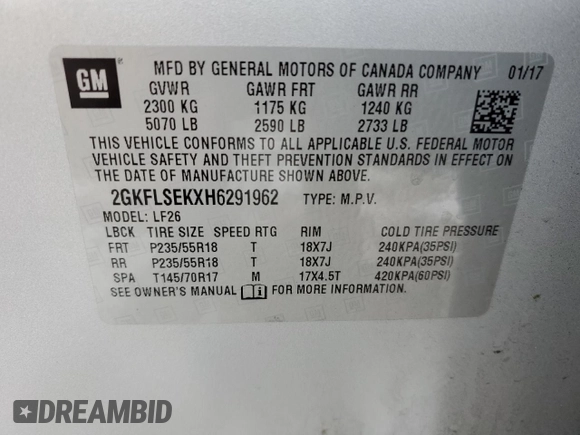 GM
MFD BY GENERAL MOTORS OF CANADA COMPANY 01/17
GVWR GAWR FRT GAWR RR
2300 KG 1175 KG 1240 KG
5070 LB 2590 LB 2733 LB
THIS VEHICLE CONFORMS TO ALL APPLICABLE U.S. FEDERAL MOTOR
VEHICLE SAFETY AND THEFT PREVENTION STANDARDS IN EFFECT ON
THE DATE OF MANUFACTURE SHOWN ABOVE.
2GKFLSEKXH6291962 TYPE: M.P.V.
MODEL: LF26
LBCK TIRE SIZE SPEED RTG RIM COLD TIRE PRESSURE
FRT P235/55R18 T 18X7J 240KPA(35PSI)
RR P235/55R18 T 18X7J 240KPA(35PSI)
SPA T145/70R17 M 17X4.5T 420KPA(60PSI)
SEE OWNER'S MANUAL i FOR MORE INFORMATION.
DREAMBID